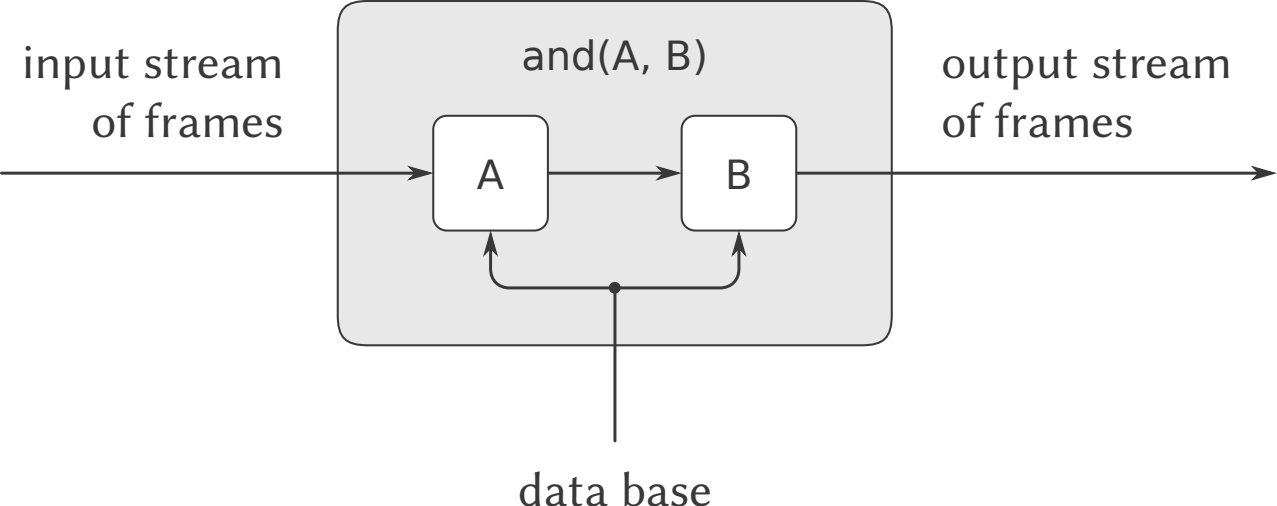 and(A, B)
input stream
of frames
A
B
output stream
of frames
data base